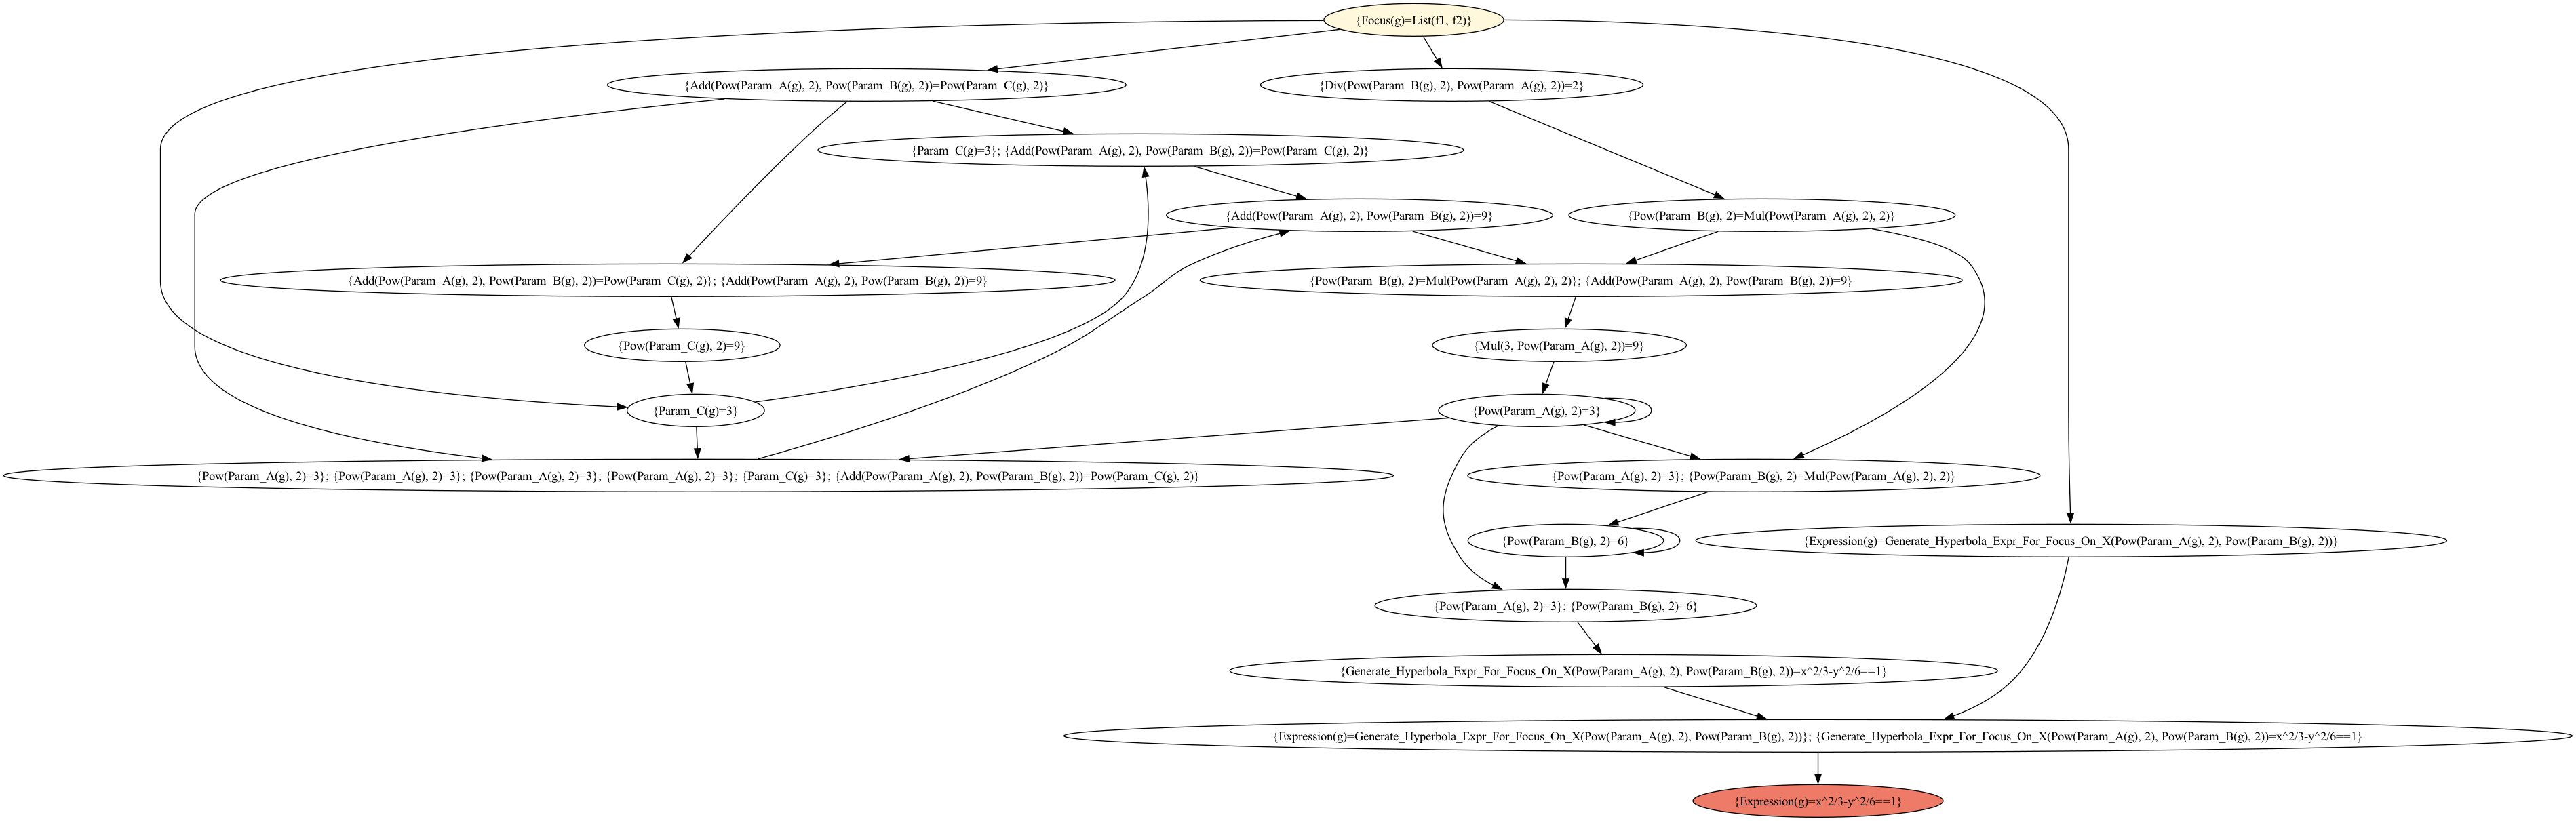 {Focus(g)=List(f1, f2)}
{Add(Pow(Param_A(g), 2), Pow(Param_B(g), 2))=Pow(Param_C(g), 2)}
{Div(Pow(Param_B(g), 2), Pow(Param_A(g), 2))=2}
{Param_C(g)=3}; {Add(Pow(Param_A(g), 2), Pow(Param_B(g), 2))=Pow(Param_C(g), 2)}
{Add(Pow(Param_A(g), 2), Pow(Param_B(g), 2))=9}
{Pow(Param_B(g), 2)=Mul(Pow(Param_A(g), 2), 2)}
{Add(Pow(Param_A(g), 2), Pow(Param_B(g), 2))=Pow(Param_C(g), 2)}; {Add(Pow(Param_A(g), 2), Pow(Param_B(g), 2))=9}
{Pow(Param_B(g), 2)=Mul(Pow(Param_A(g), 2), 2)}; {Add(Pow(Param_A(g), 2), Pow(Param_B(g), 2))=9}
{Pow(Param_C(g), 2)=9}
{Mul(3, Pow(Param_A(g), 2))=9}
{Param_C(g)=3}
{Pow(Param_A(g), 2)=3}
{Pow(Param_A(g), 2)=3}; {Pow(Param_A(g), 2)=3}; {Pow(Param_A(g), 2)=3}; {Pow(Param_A(g), 2)=3}; {Param_C(g)=3}; {Add(Pow(Param_A(g), 2), Pow(Param_B(g), 2))=Pow(Param_C(g), 2)}
{Pow(Param_A(g), 2)=3}; {Pow(Param_B(g), 2)=Mul(Pow(Param_A(g), 2), 2)}
{Pow(Param_B(g), 2)=6}
{Expression(g)=Generate_Hyperbola_Expr_For_Focus_On_X(Pow(Param_A(g), 2), Pow(Param_B(g), 2))}
{Pow(Param_A(g), 2)=3}; {Pow(Param_B(g), 2)=6}
{Generate_Hyperbola_Expr_For_Focus_On_X(Pow(Param_A(g), 2), Pow(Param_B(g), 2))=x^2/3-y^2/6==1}
{Expression(g)=Generate_Hyperbola_Expr_For_Focus_On_X(Pow(Param_A(g), 2), Pow(Param_B(g), 2))}; {Generate_Hyperbola_Expr_For_Focus_On_X(Pow(Param_A(g), 2), Pow(Param_B(g), 2))=x^2/3-y^2/6==1}
{Expression(g)=x^2/3-y^2/6==1}